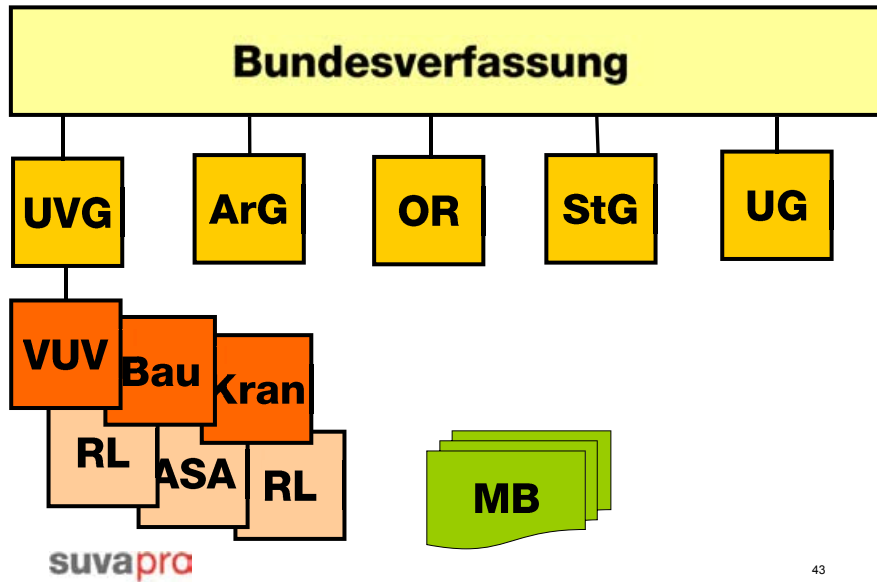 Bundesverfassung
UVG
ArG
OR
StG
UG
VUV
Bau
Kran
RL
ASA
RL
MB
suvapro
43